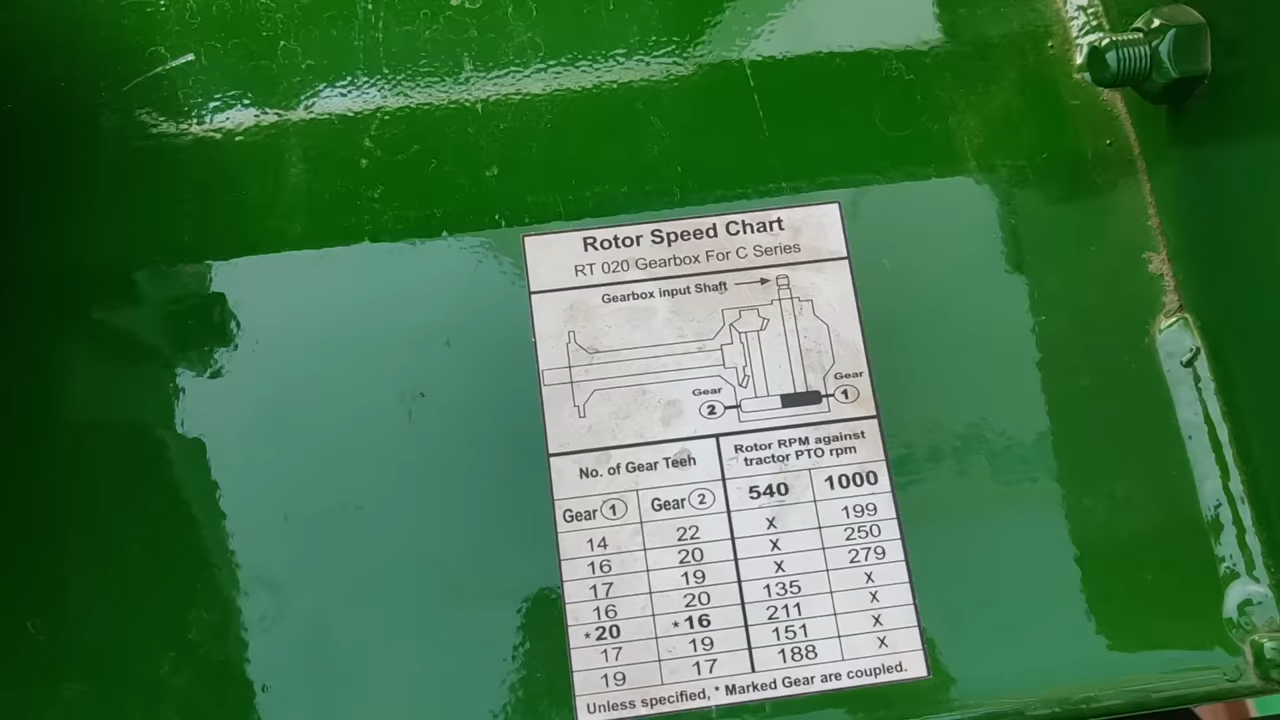 Rotor Speed Chart
RT 020 Gearbox For C Series
Gearbox input Shaft
Gear
1
Gear
2
No. of Gear Teeh
Rotor RPM against
tractor PTO rpm
Gear 1 Gear 2 540 1000
14 22 X 199
16 20 X 250
17 19 X 279
16 20 135 X
*20 *16 211 X
17 19 151 X
19 17 188 X
Unless specified, * Marked Gear are coupled.